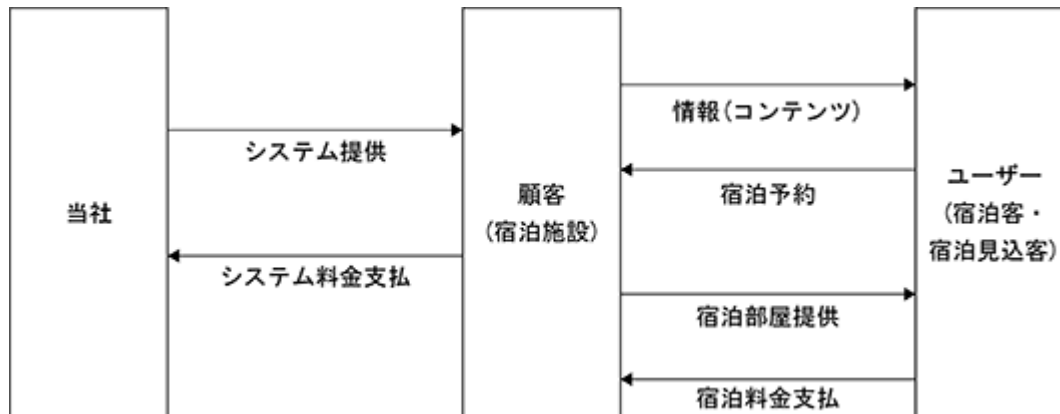 当社
システム提供
システム料金支払
顧客
(宿泊施設)
情報(コンテンツ)
宿泊予約
宿泊部屋提供
宿泊料金支払
ユーザー
(宿泊客・
宿泊見込客)